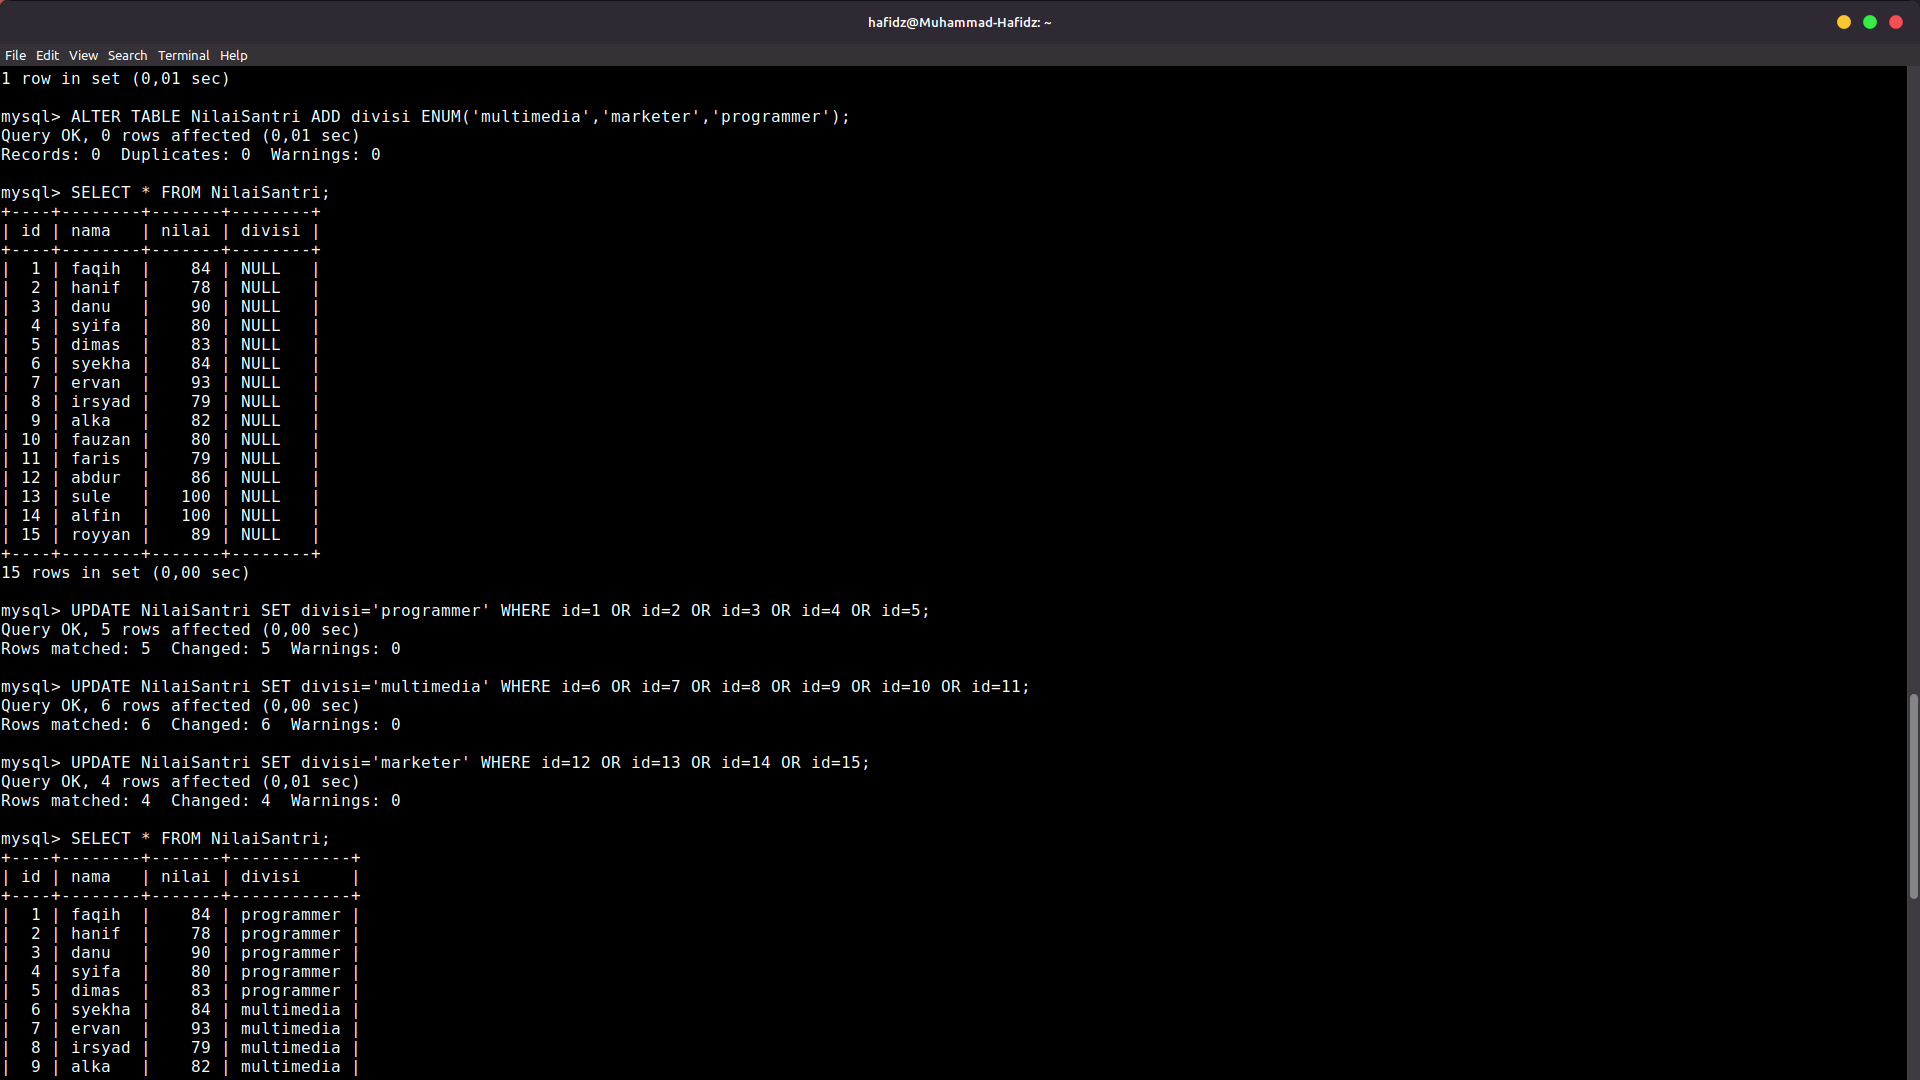 hafidz@Muhammad-Hafidz: ~
File Edit View Search Terminal Help
1 row in set (0,01 sec)

mysql> ALTER TABLE NilaiSantri ADD divisi ENUM('multimedia','marketer','programmer');
Query OK, 0 rows affected (0,01 sec)
Records: 0  Duplicates: 0  Warnings: 0

mysql> SELECT * FROM NilaiSantri;
+----+--------+-------+--------+
| id | nama   | nilai | divisi |
+----+--------+-------+--------+
|  1 | faqih  |    84 | NULL   |
|  2 | hanif  |    78 | NULL   |
|  3 | danu   |    90 | NULL   |
|  4 | syifa  |    80 | NULL   |
|  5 | dimas  |    83 | NULL   |
|  6 | syekha |    84 | NULL   |
|  7 | ervan  |    93 | NULL   |
|  8 | irsyad |    79 | NULL   |
|  9 | alka   |    82 | NULL   |
| 10 | fauzan |    80 | NULL   |
| 11 | faris  |    79 | NULL   |
| 12 | abdur  |    86 | NULL   |
| 13 | sule   |   100 | NULL   |
| 14 | alfin  |   100 | NULL   |
| 15 | royyan |    89 | NULL   |
+----+--------+-------+--------+
15 rows in set (0,00 sec)

mysql> UPDATE NilaiSantri SET divisi='programmer' WHERE id=1 OR id=2 OR id=3 OR id=4 OR id=5;
Query OK, 5 rows affected (0,00 sec)
Rows matched: 5  Changed: 5  Warnings: 0

mysql> UPDATE NilaiSantri SET divisi='multimedia' WHERE id=6 OR id=7 OR id=8 OR id=9 OR id=10 OR id=11;
Query OK, 6 rows affected (0,00 sec)
Rows matched: 6  Changed: 6  Warnings: 0

mysql> UPDATE NilaiSantri SET divisi='marketer' WHERE id=12 OR id=13 OR id=14 OR id=15;
Query OK, 4 rows affected (0,01 sec)
Rows matched: 4  Changed: 4  Warnings: 0

mysql> SELECT * FROM NilaiSantri;
+----+--------+-------+------------+
| id | nama   | nilai | divisi     |
+----+--------+-------+------------+
|  1 | faqih  |    84 | programmer |
|  2 | hanif  |    78 | programmer |
|  3 | danu   |    90 | programmer |
|  4 | syifa  |    80 | programmer |
|  5 | dimas  |    83 | programmer |
|  6 | syekha |    84 | multimedia |
|  7 | ervan  |    93 | multimedia |
|  8 | irsyad |    79 | multimedia |
|  9 | alka   |    82 | multimedia |